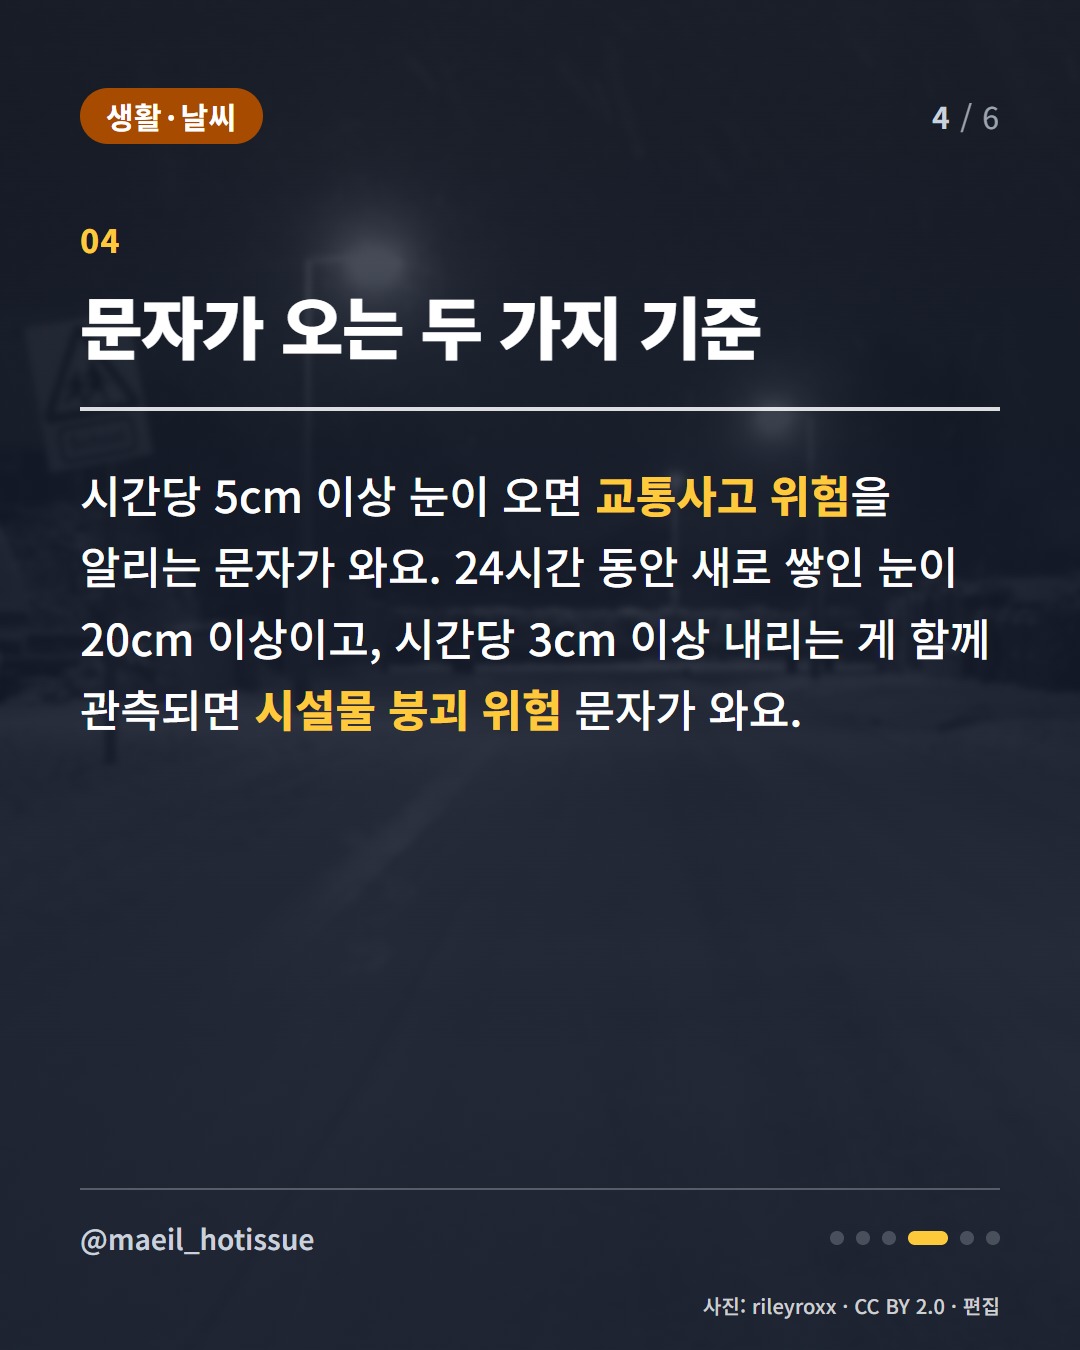 생활·날씨
4 / 6
04
문자가 오는 두 가지 기준
시간당 5cm 이상 눈이 오면 교통사고 위험을
알리는 문자가 와요. 24시간 동안 새로 쌓인 눈이
20cm 이상이고, 시간당 3cm 이상 내리는 게 함께
관측되면 시설물 붕괴 위험 문자가 와요.
@maeil_hotissue
사진: rileyroxx · CC BY 2.0 · 편집